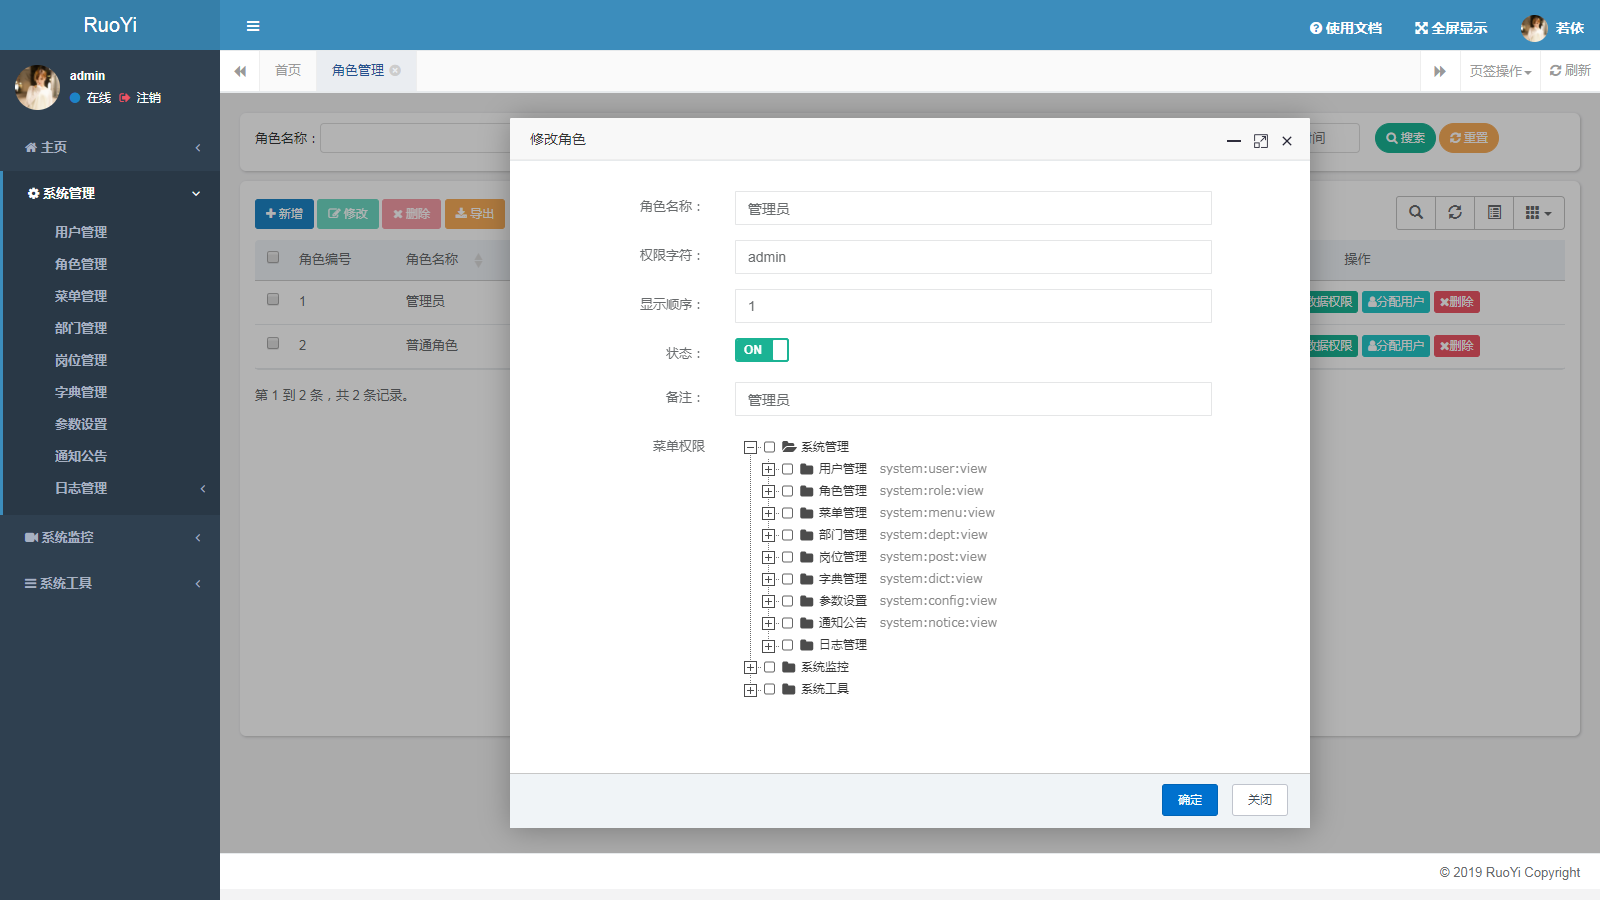 RuoYi
使用文档
全屏显示
若依
admin
在线 注销
首页
角色管理
页签操作
刷新
主页
系统管理
用户管理
角色管理
菜单管理
部门管理
岗位管理
字典管理
参数设置
通知公告
日志管理
系统监控
系统工具
角色名称：
间
搜索
重置
新增
修改
删除
导出
角色编号
角色名称
操作
1
管理员
数据权限
分配用户
删除
2
普通角色
数据权限
分配用户
删除
第 1 到 2 条，共 2 条记录。
修改角色
角色名称：
管理员
权限字符：
admin
显示顺序：
1
状态：
ON
备注：
管理员
菜单权限
系统管理
用户管理 system:user:view
角色管理 system:role:view
菜单管理 system:menu:view
部门管理 system:dept:view
岗位管理 system:post:view
字典管理 system:dict:view
参数设置 system:config:view
通知公告 system:notice:view
日志管理
系统监控
系统工具
确定
关闭
© 2019 RuoYi Copyright